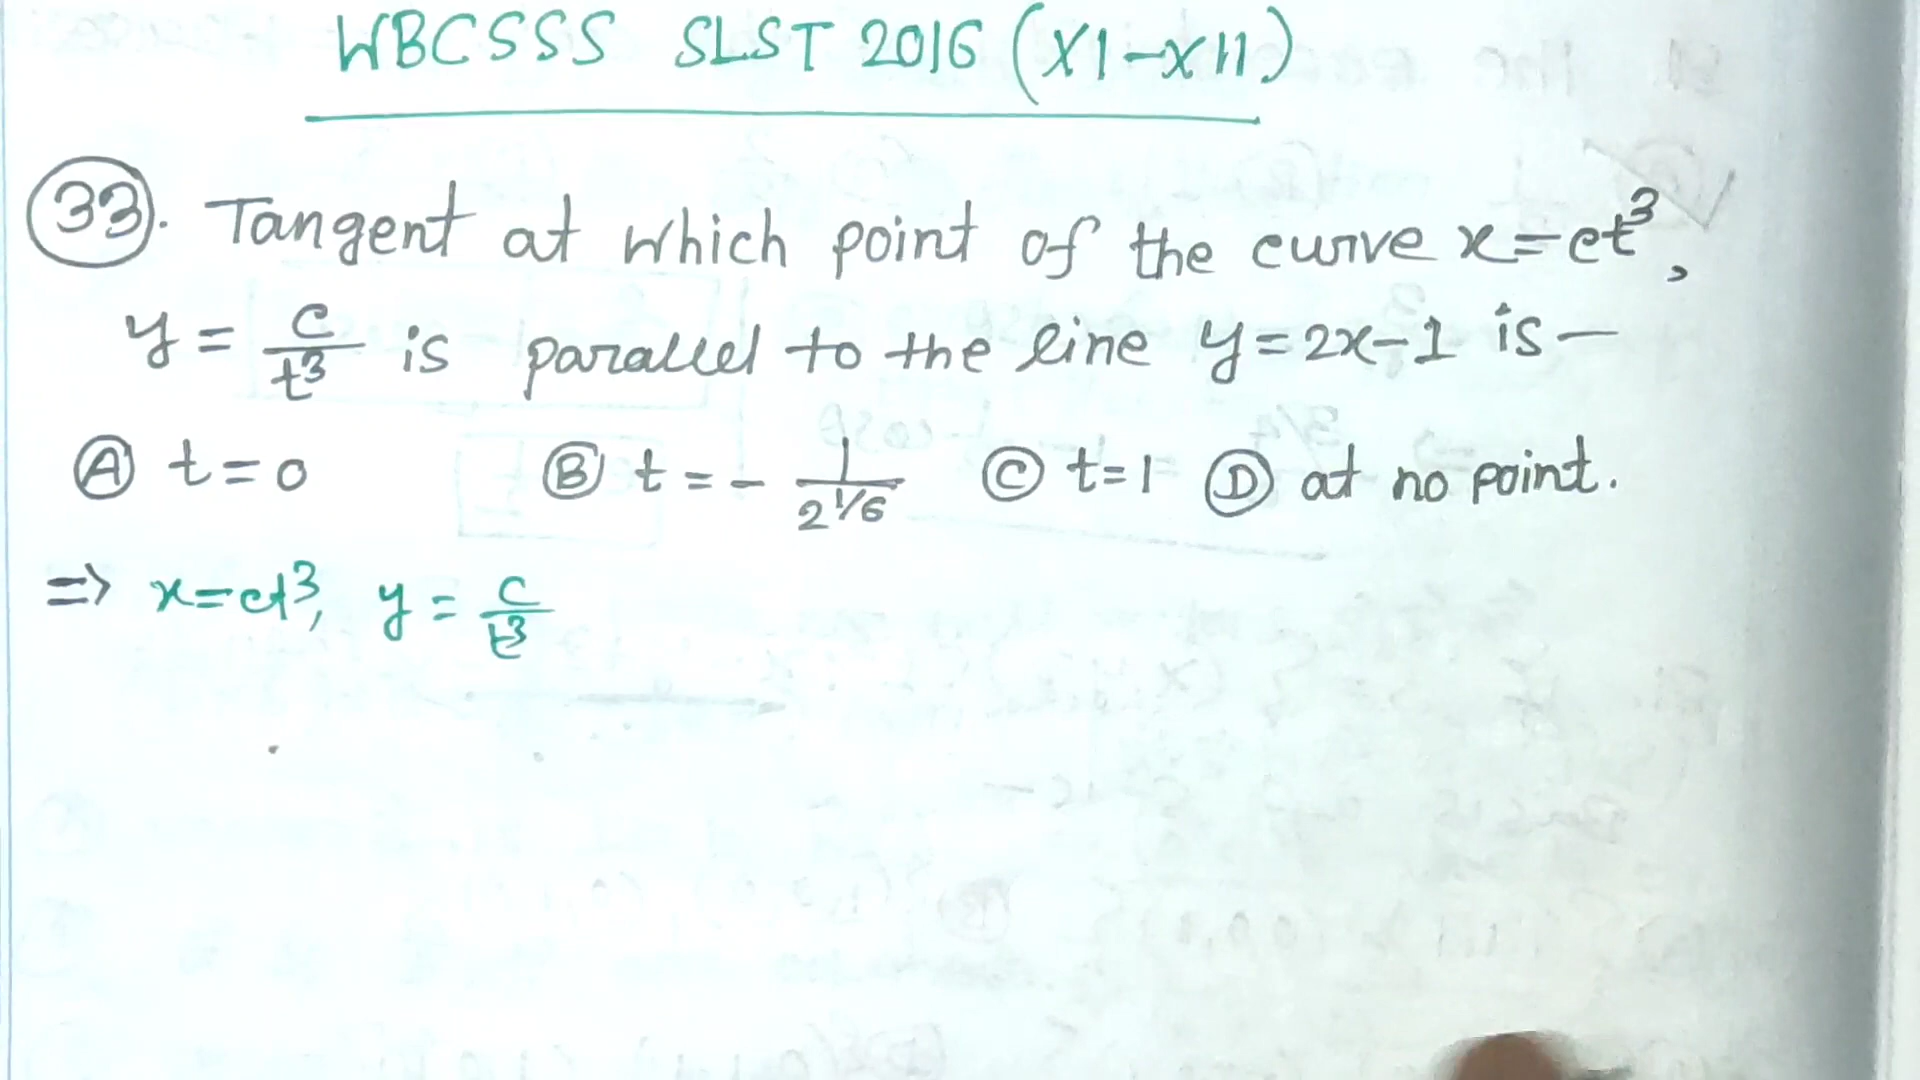 WBCSSS SLST 2016 (XI-XII)
33. Tangent at which point of the curve x=ct³,
y = c/t³ is parallel to the line y=2x-1 is —
(A) t=0 (B) t = - 1/2^1/6 (C) t=1 (D) at no point.
=> x=ct³, y = c/t³